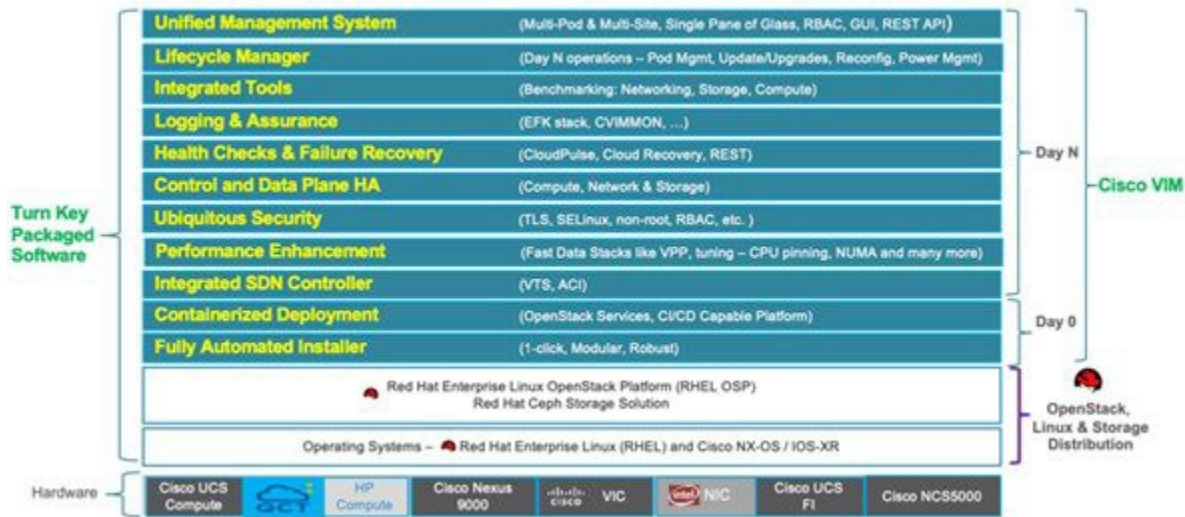 Unified Management System (Multi-Pod & Multi-Site, Single Pane of Glass, RBAC, GUI, REST API)
Lifecycle Manager (Day N operations – Pod Mgmt, Update/Upgrades, Reconfig, Power Mgmt)
Integrated Tools (Benchmarking: Networking, Storage, Compute)
Logging & Assurance (EFK stack, CVIMMON, …)
Health Checks & Failure Recovery (CloudPulse, Cloud Recovery, REST)
Control and Data Plane HA (Compute, Network & Storage)
Ubiquitous Security (TLS, SELinux, non-root, RBAC, etc. )
Performance Enhancement (Fast Data Stacks like VPP, tuning – CPU pinning, NUMA and many more)
Integrated SDN Controller (VTS, ACI)
Containerized Deployment (OpenStack Services, CI/CD Capable Platform)
Fully Automated Installer (1-click, Modular, Robust)
Turn Key
Packaged
Software
Day N
Day 0
Cisco VIM
Red Hat Enterprise Linux OpenStack Platform (RHEL OSP)
Red Hat Ceph Storage Solution
Operating Systems – Red Hat Enterprise Linux (RHEL) and Cisco NX-OS / IOS-XR
OpenStack,
Linux & Storage
Distribution
Hardware
Cisco UCS
Compute
QCT
HP
Compute
Cisco Nexus
9000
cisco VIC
intel NIC
Cisco UCS
FI
Cisco NCS5000